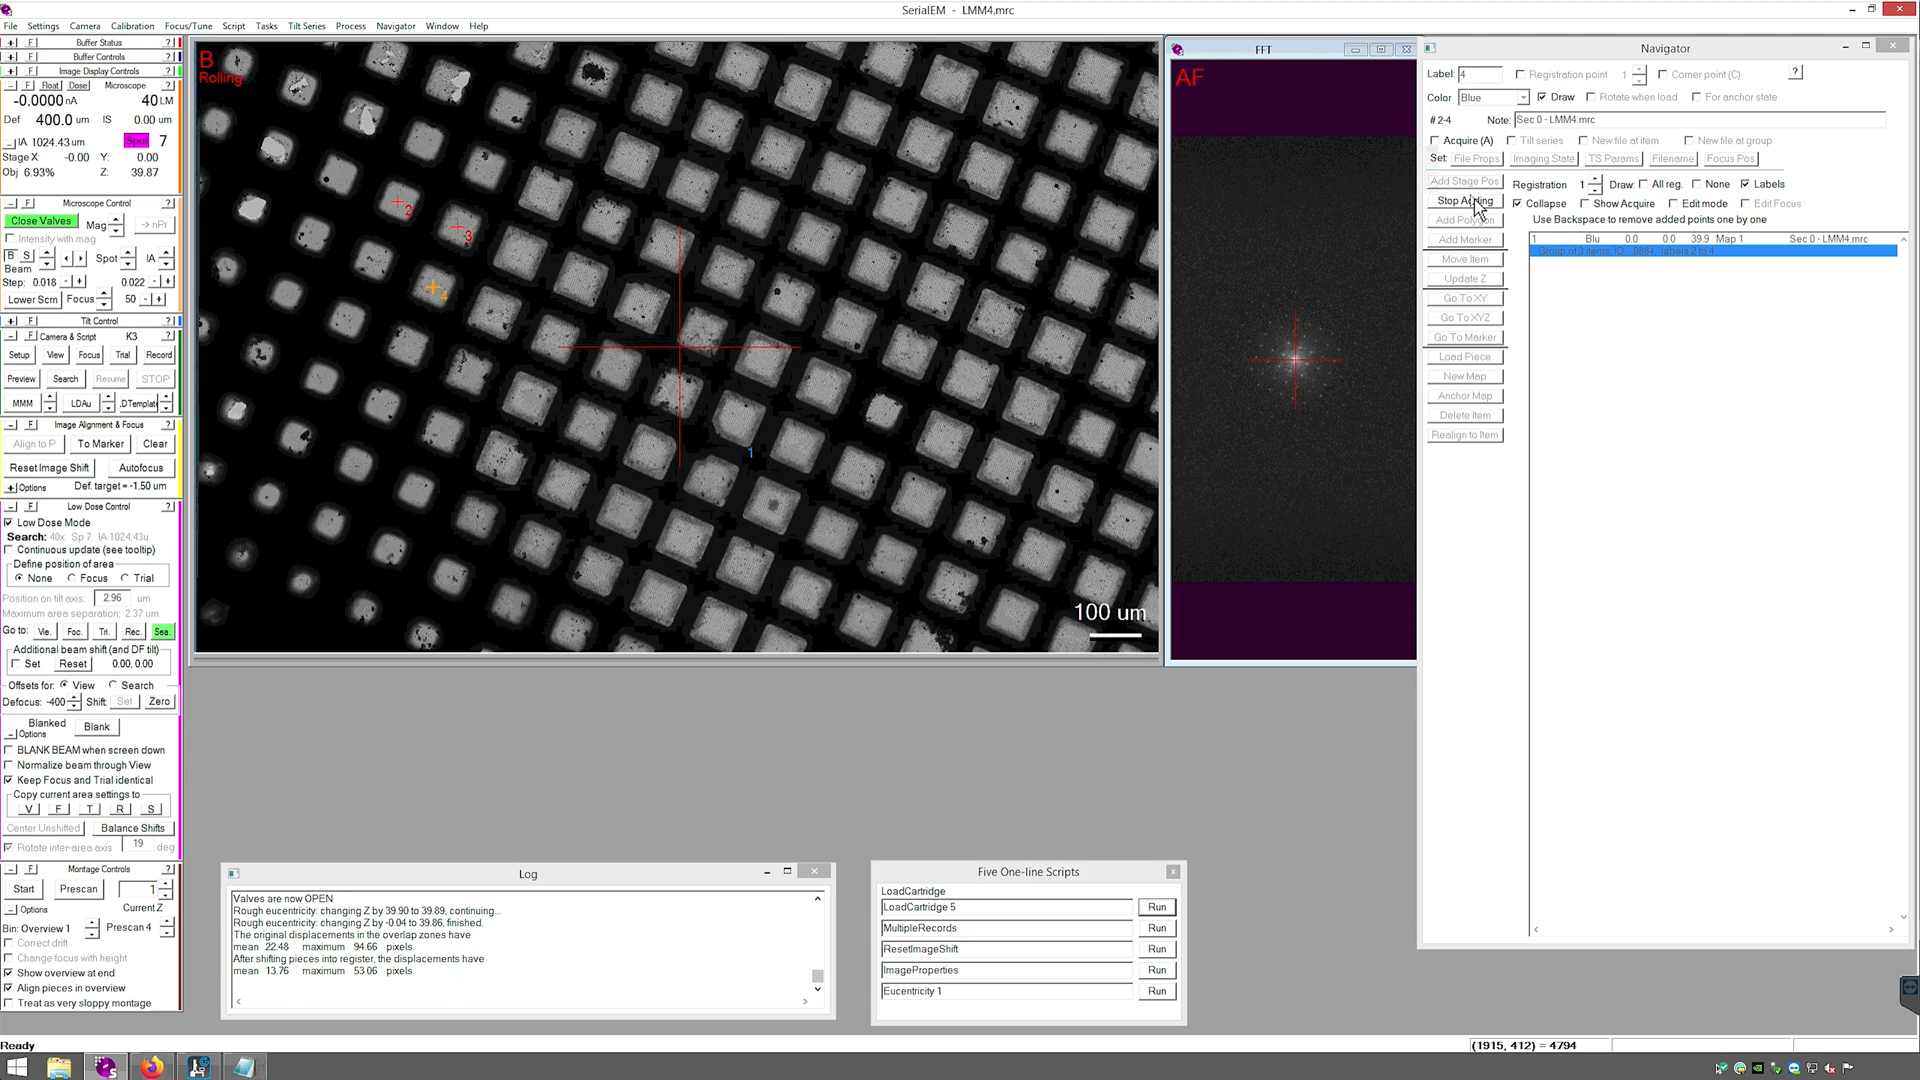 SerialEM - LMM4.mrc
File Settings Camera Calibration Focus/Tune Script Tasks Tilt Series Process Navigator Window Help
+ F Buffer Status ?
+ F Buffer Controls ?
+ F Image Display Controls ?
- F Float Dose Microscope ?
-0.0000 nA 40 LM
Def 400.0 um IS 0.00 um
IA 1024.43 um Spot 7
Stage X: -0.00 Y: 0.00
Obj 6.93% Z: 39.87
- F Microscope Control ?
Close Valves Mag -> nPr
Intensity with mag
B S Spot IA
Beam
Step: 0.018 - + 0.022 - +
Lower Scrn Focus 50 - +
+ F Tilt Control ?
- F Camera & Script K3 ?
Setup View Focus Trial Record
Preview Search Resume STOP
MMM LDAu DTemplat
- F Image Alignment & Focus ?
Align to P To Marker Clear
Reset Image Shift Autofocus
+ Options Def. target = -1.50 um
- F Low Dose Control ?
Low Dose Mode
Search: 40x Sp 7 IA 1024.43u
Continuous update (see tooltip)
Define position of area
None Focus Trial
Position on tilt axis: 2.96 um
Maximum area separation: 2.37 um
Go to: Vie. Foc. Tri. Rec. Sea.
Additional beam shift (and DF tilt)
Set Reset 0.00, 0.00
Offsets for: View Search
Defocus: -400 Shift: Set Zero
Blanked Blank
- Options
BLANK BEAM when screen down
Normalize beam through View
Keep Focus and Trial identical
Copy current area settings to
V F T R S
Center Unshifted Balance Shifts
Rotate inter-area axis 19 deg
- F Montage Controls ?
Start Prescan 1
- Options Current Z
Bin: Overview 1 Prescan 4
Correct drift
Change focus with height
Show overview at end
Align pieces in overview
Treat as very sloppy montage
Ready
B
Rolling
2
3
4
1
100 um
FFT
AF
Navigator
Label: 4 Registration point 1 Corner point (C) ?
Color Blue Draw Rotate when load For anchor state
# 2-4 Note: Sec 0 - LMM4.mrc
Acquire (A) Tilt series New file at item New file at group
Set: File Props Imaging State TS Params Filename Focus Pos
Add Stage Pos Registration 1 Draw: All reg. None Labels
Stop Adding Collapse Show Acquire Edit mode Edit Focus
Add Polygon Use Backspace to remove added points one by one
Add Marker
Move Item
Update Z
Go To XY
Go To XYZ
Go To Marker
Load Piece
New Map
Anchor Map
Delete Item
Realign to Item
1 Blu 0.0 0.0 39.9 Map 1 Sec 0 - LMM4.mrc
Group of 3 items, ID 0884, labels 2 to 4
Log
Valves are now OPEN
Rough eucentricity: changing Z by 39.90 to 39.89, continuing...
Rough eucentricity: changing Z by -0.04 to 39.86, finished.
The original displacements in the overlap zones have
mean 22.48 maximum 94.66 pixels.
After shifting pieces into register, the displacements have
mean 13.76 maximum 53.06 pixels.
Five One-line Scripts
LoadCartridge
LoadCartridge 5 Run
MultipleRecords Run
ResetImageShift Run
ImageProperties Run
Eucentricity 1 Run
(1915, 412) = 4794